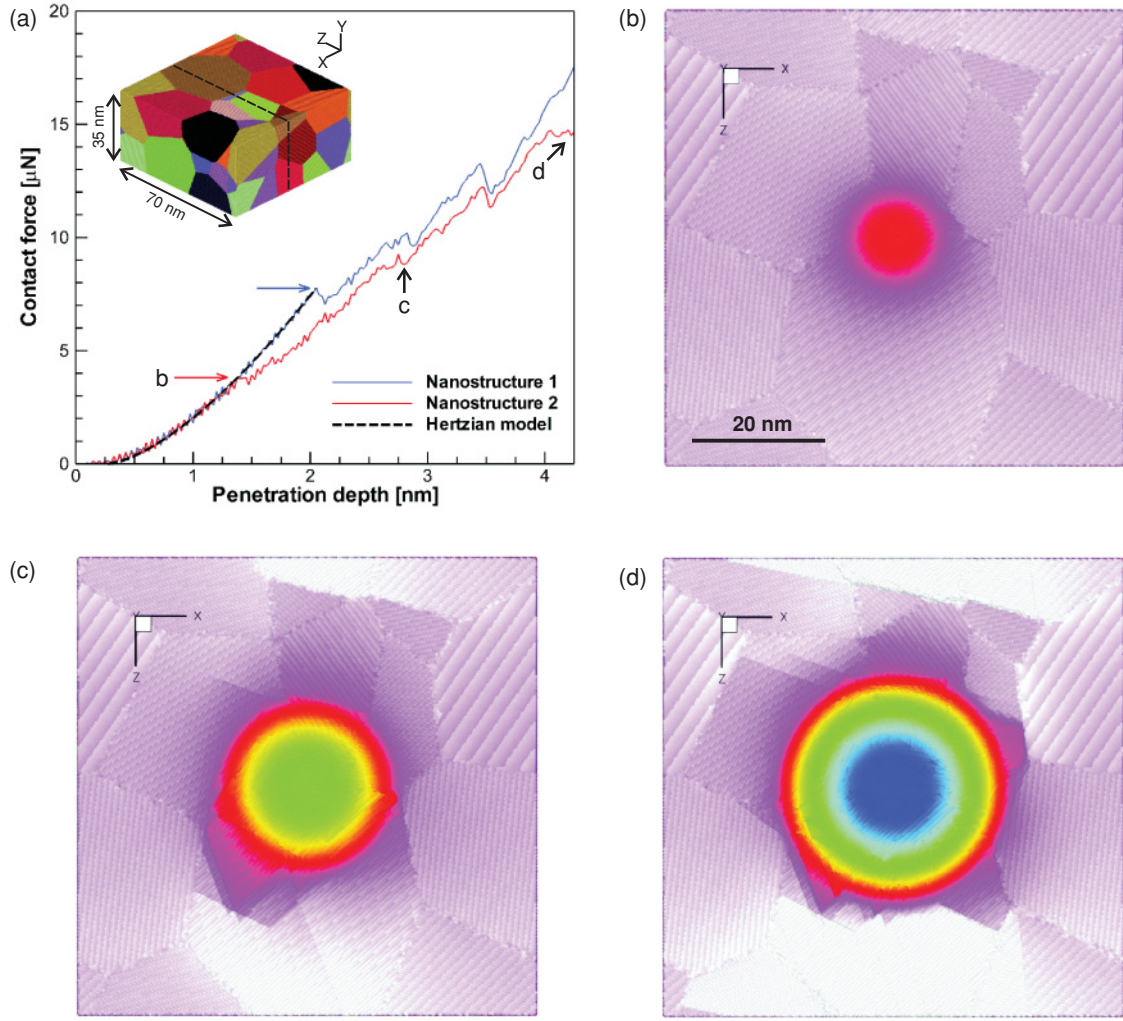 (a)
20
15
10
5
0
Contact force [µN]
0
1
2
3
4
Penetration depth [nm]
Y
Z
X
35 nm
70 nm
b
c
d
Nanostructure 1
Nanostructure 2
Hertzian model
(b)
Y
X
Z
20 nm
(c)
Y
X
Z
(d)
Y
X
Z